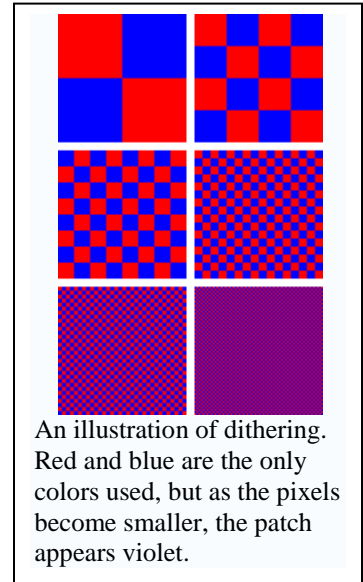 An illustration of dithering.
Red and blue are the only
colors used, but as the pixels
become smaller, the patch
appears violet.